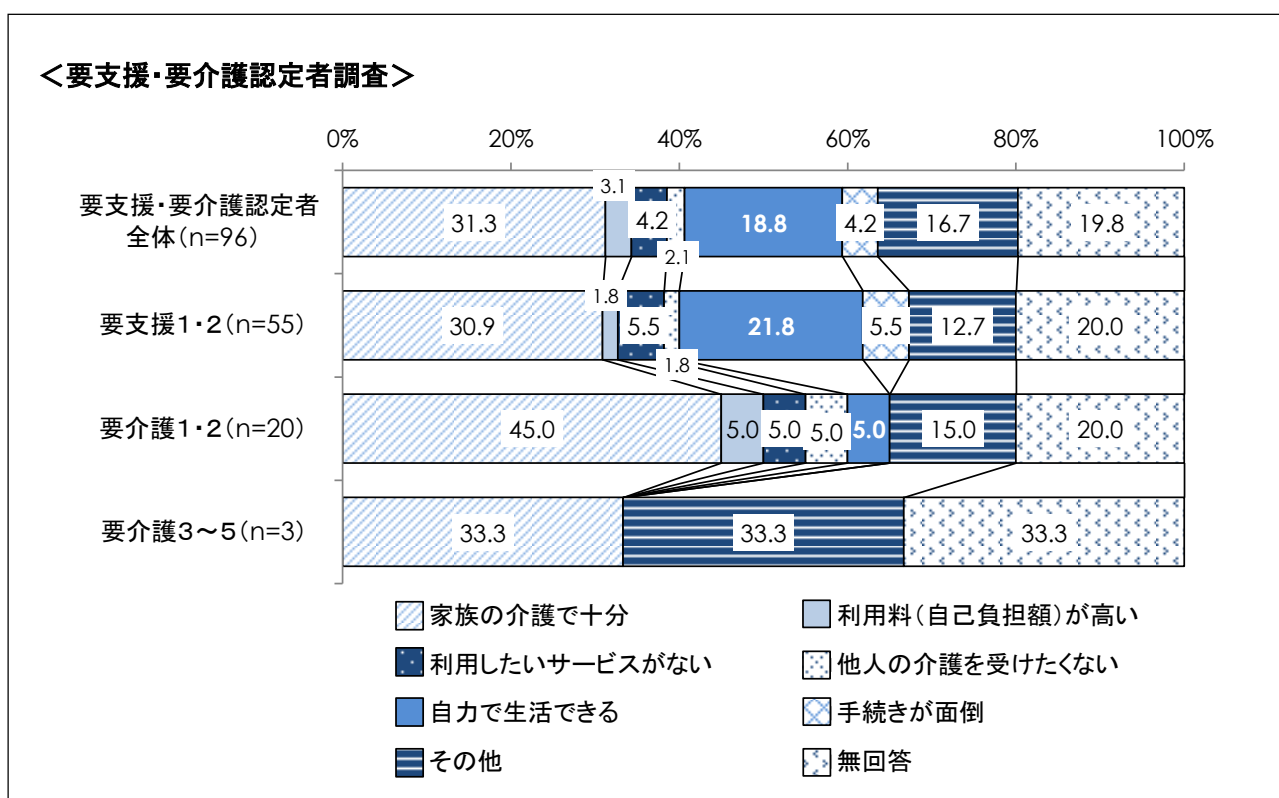 ＜要支援・要介護認定者調査＞
0% 20% 40% 60% 80% 100%
要支援・要介護認定者
全体（n=96）
31.3 3.1 4.2 2.1 18.8 4.2 16.7 19.8
要支援１・２（n=55）
30.9 1.8 5.5 1.8 21.8 5.5 12.7 20.0
要介護１・２（n=20）
45.0 5.0 5.0 5.0 5.0 15.0 20.0
要介護３～５（n=3）
33.3 33.3 33.3
家族の介護で十分
利用料（自己負担額）が高い
利用したいサービスがない
他人の介護を受けたくない
自力で生活できる
手続きが面倒
その他
無回答